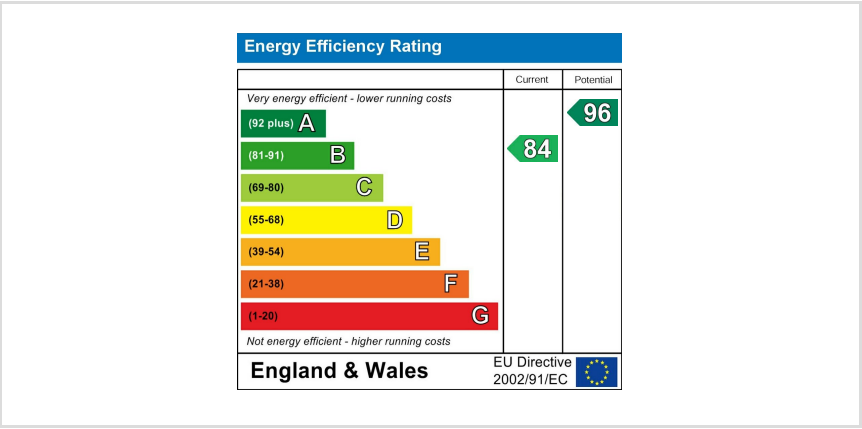 Energy Efficiency Rating
Current Potential
Very energy efficient - lower running costs
(92 plus) A
96
(81-91) B
84
(69-80) C
(55-68) D
(39-54) E
(21-38) F
(1-20) G
Not energy efficient - higher running costs
England & Wales
EU Directive
2002/91/EC